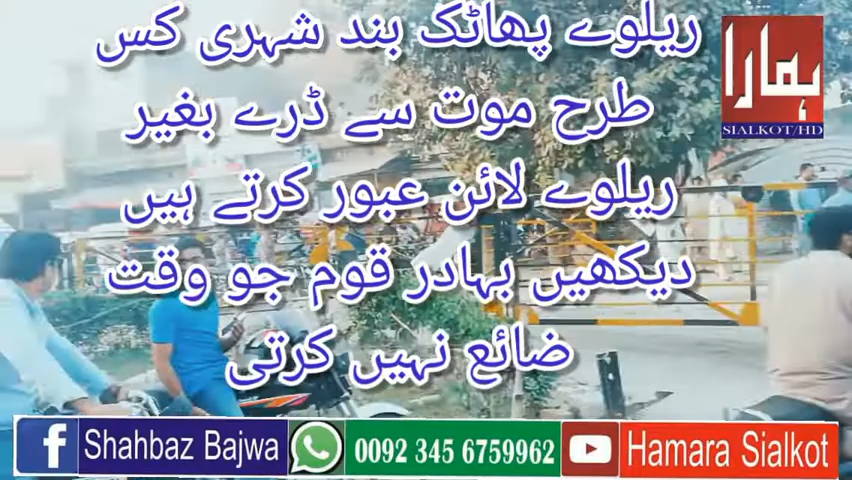 ریلوے پھاٹک بند شہری کس
طرح موت سے ڈرے بغیر
ریلوے لائن عبور کرتے ہیں
دیکھیں بہادر قوم جو وقت
ضائع نہیں کرتی
ہمارا
SIALKOT/HD
Shahbaz Bajwa
0092 345 6759962
Hamara Sialkot